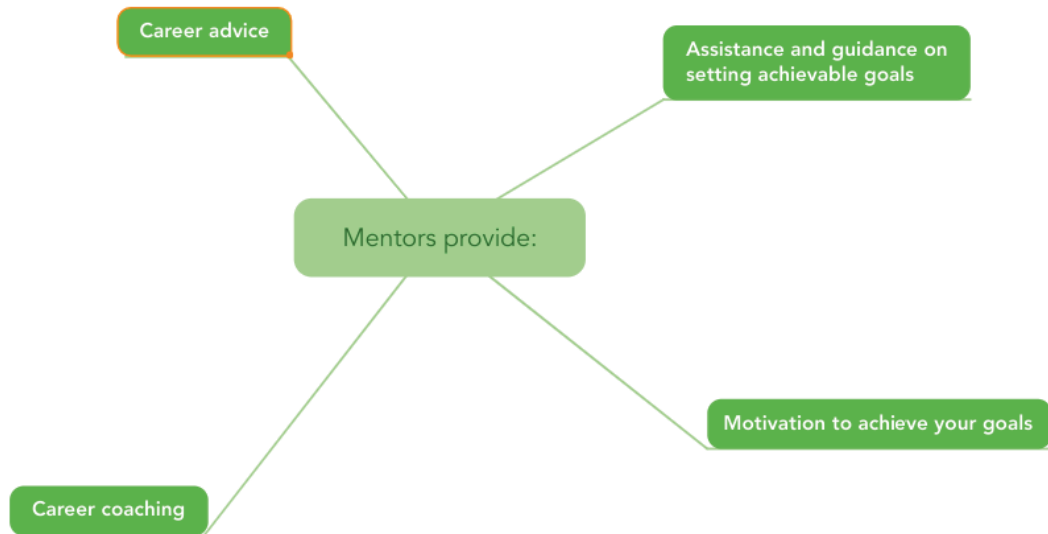 Career advice
Assistance and guidance on
setting achievable goals
Mentors provide:
Motivation to achieve your goals
Career coaching